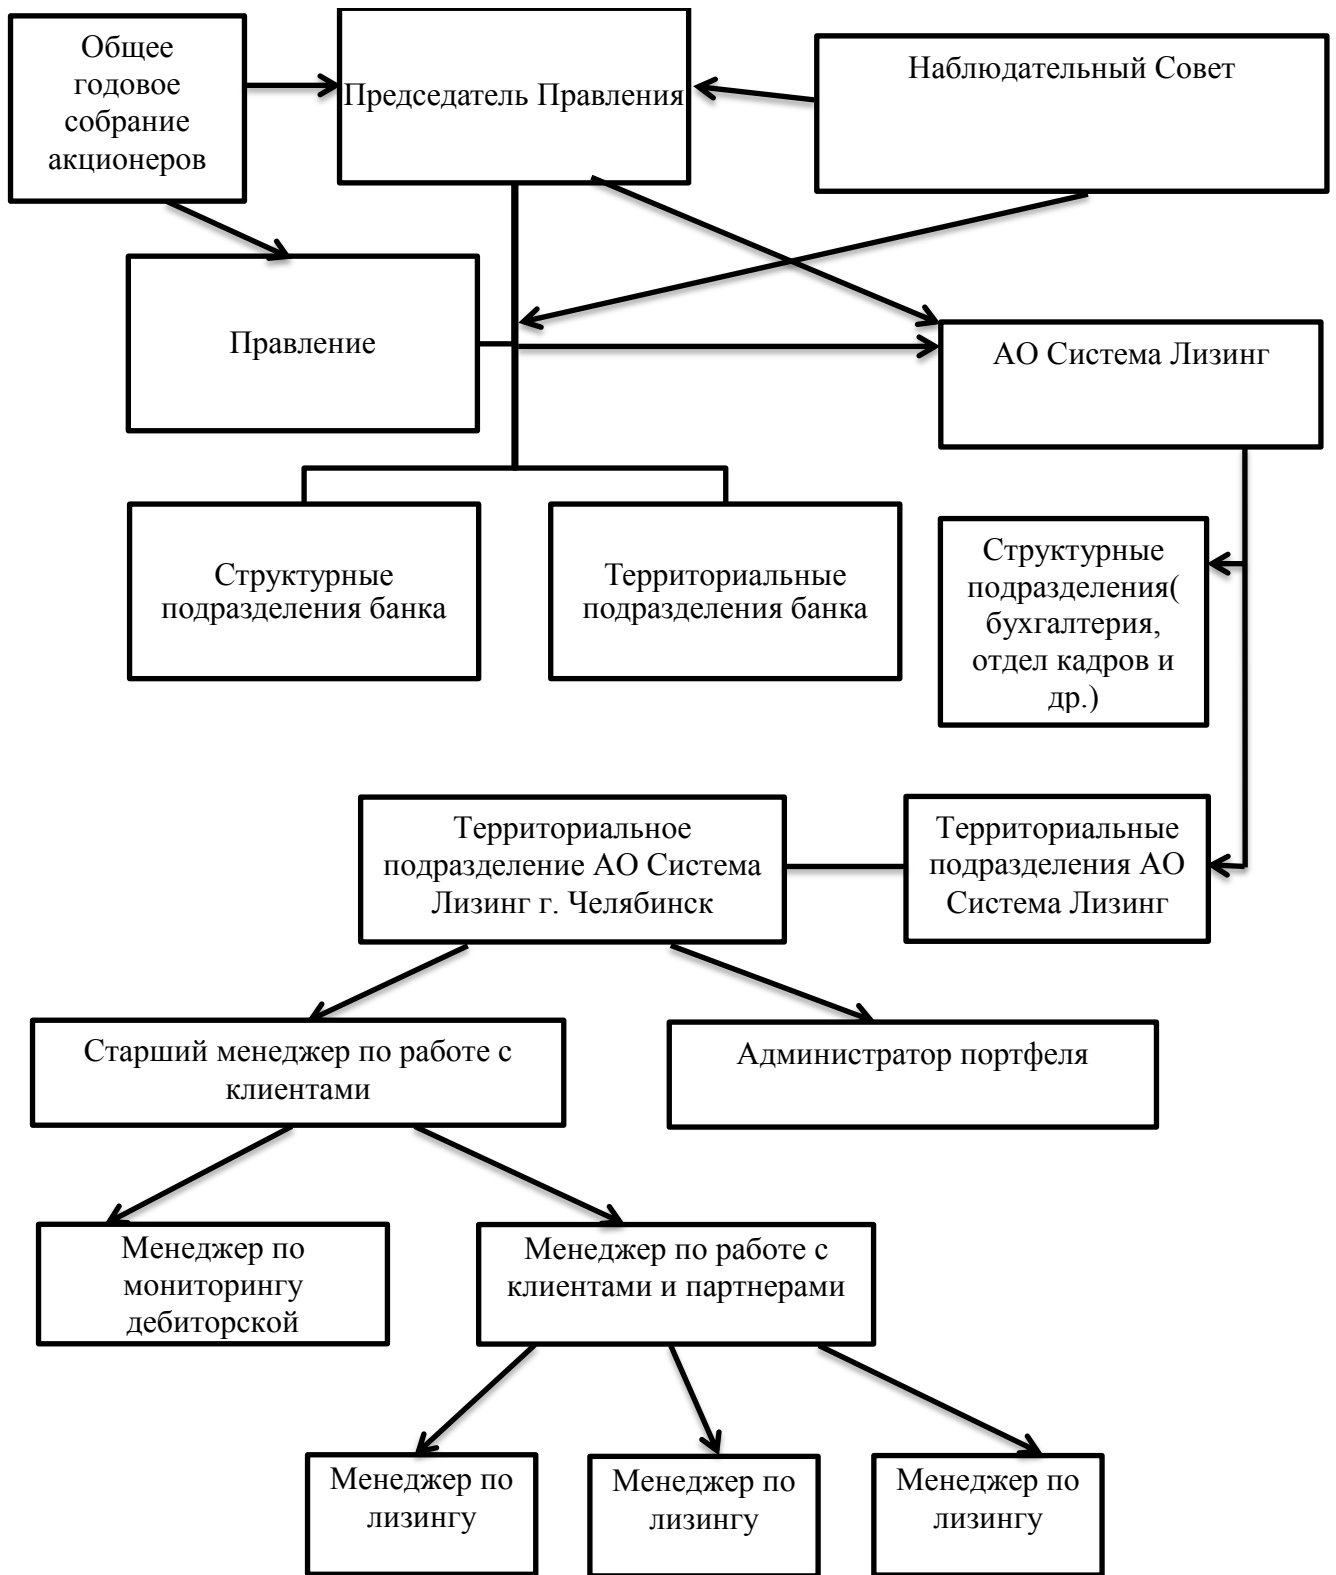 Общее
годовое
собрание
акционеров
Председатель Правления
Наблюдательный Совет
Правление
АО Система Лизинг
Структурные
подразделения банка
Территориальные
подразделения банка
Структурные
подразделения(
бухгалтерия,
отдел кадров и
др.)
Территориальное
подразделение АО Система
Лизинг г. Челябинск
Территориальные
подразделения АО
Система Лизинг
Старший менеджер по работе с
клиентами
Администратор портфеля
Менеджер по
мониторингу
дебиторской
Менеджер по работе с
клиентами и партнерами
Менеджер по
лизингу
Менеджер по
лизингу
Менеджер по
лизингу